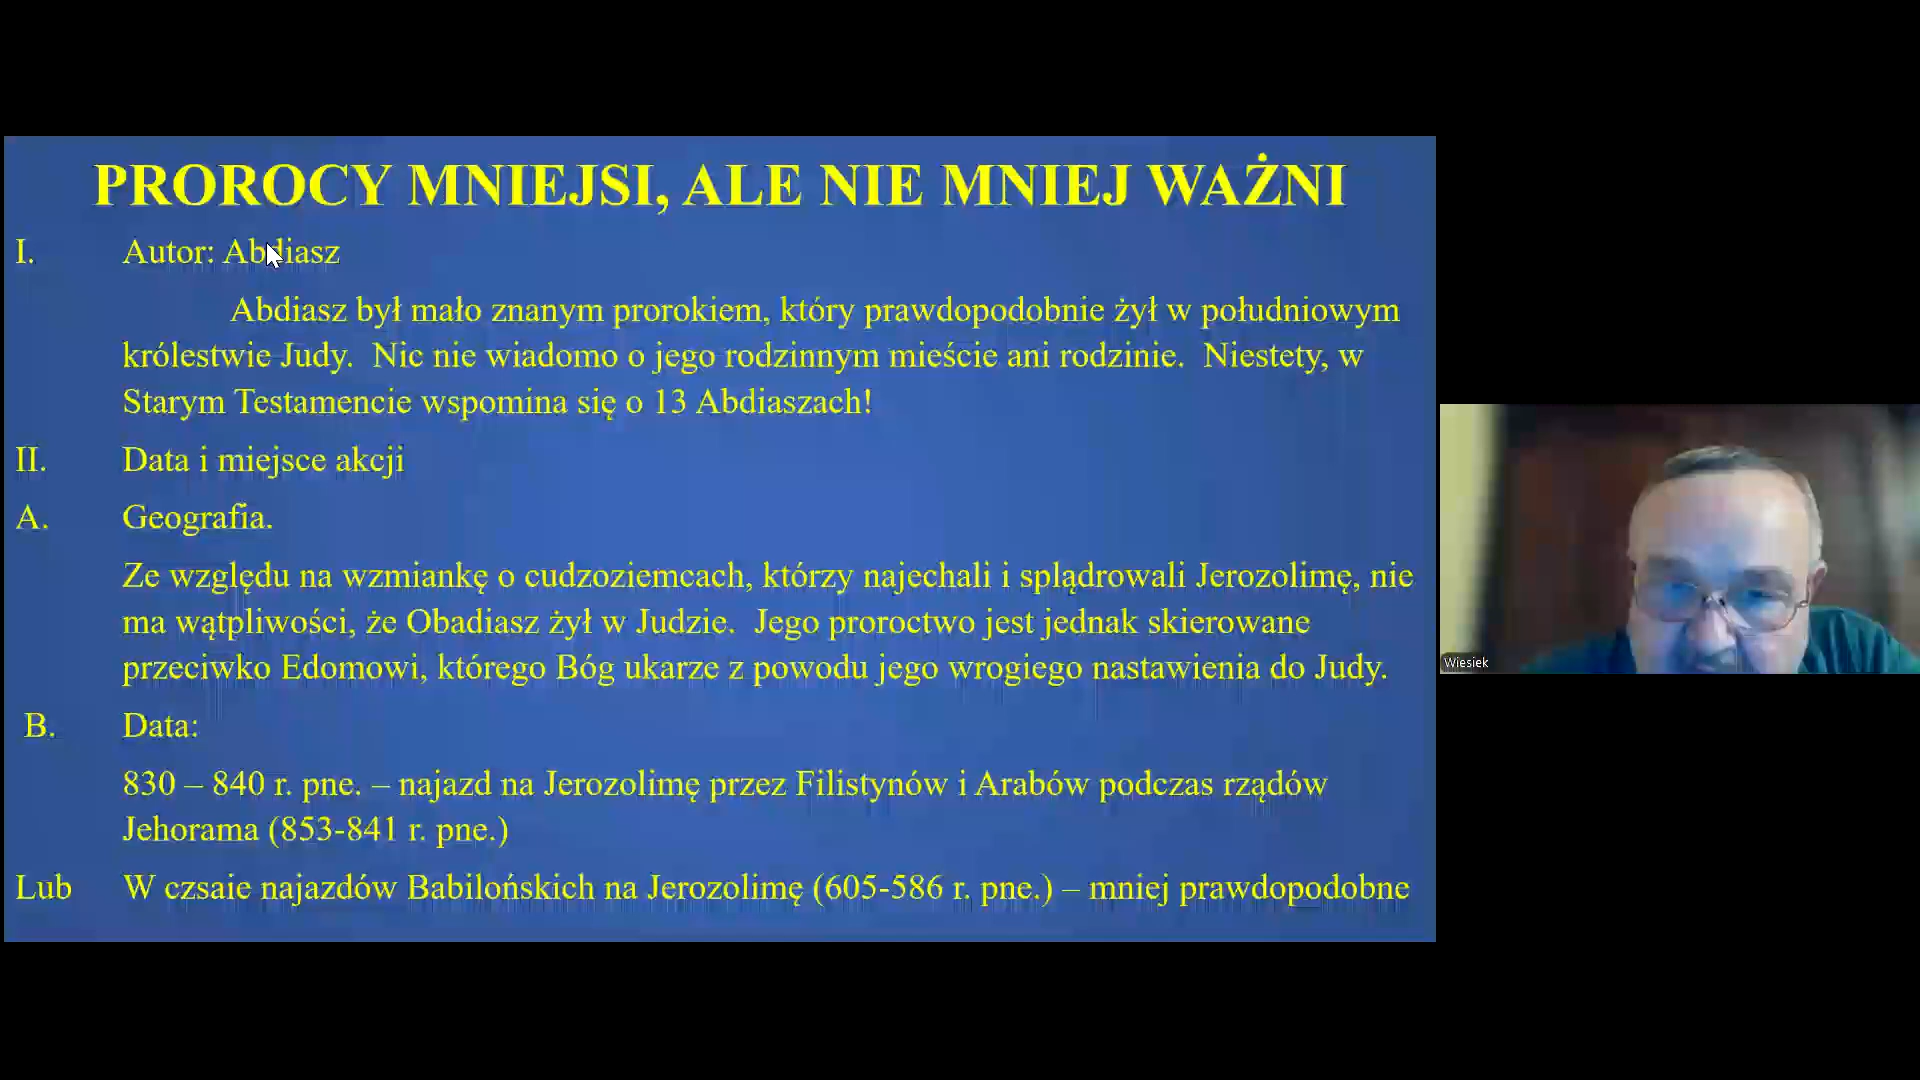 PROROCY MNIEJSI, ALE NIE MNIEJ WAŻNI
I. Autor: Abdiasz
Abdiasz był mało znanym prorokiem, który prawdopodobnie żył w południowym
królestwie Judy. Nic nie wiadomo o jego rodzinnym mieście ani rodzinie. Niestety, w
Starym Testamencie wspomina się o 13 Abdiaszach!
II. Data i miejsce akcji
A. Geografia.
Ze względu na wzmiankę o cudzoziemcach, którzy najechali i splądrowali Jerozolimę, nie
ma wątpliwości, że Obadiasz żył w Judzie. Jego proroctwo jest jednak skierowane
przeciwko Edomowi, którego Bóg ukarze z powodu jego wrogiego nastawienia do Judy.
B. Data:
830 – 840 r. pne. – najazd na Jerozolimę przez Filistynów i Arabów podczas rządów
Jehorama (853-841 r. pne.)
Lub W czsaie najazdów Babilońskich na Jerozolimę (605-586 r. pne.) – mniej prawdopodobne
Wiesiek